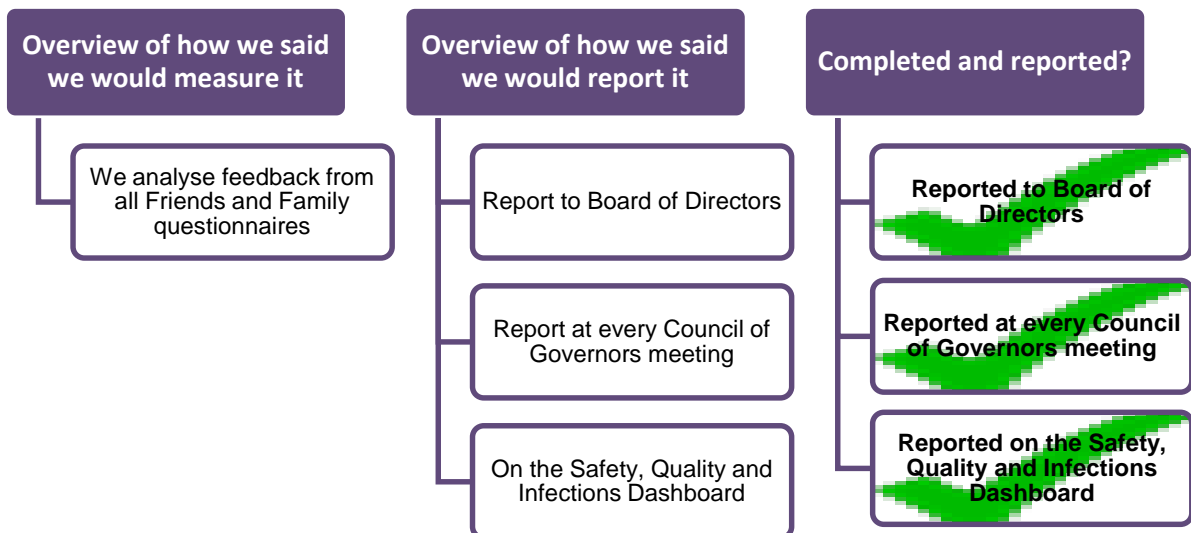 Overview of how we said
we would measure it
We analyse feedback from
all Friends and Family
questionnaires
Overview of how we said
we would report it
Report to Board of Directors
Report at every Council of
Governors meeting
On the Safety, Quality and
Infections Dashboard
Completed and reported?
Reported to Board of
Directors
Reported at every Council
of Governors meeting
Reported on the Safety,
Quality and Infections
Dashboard